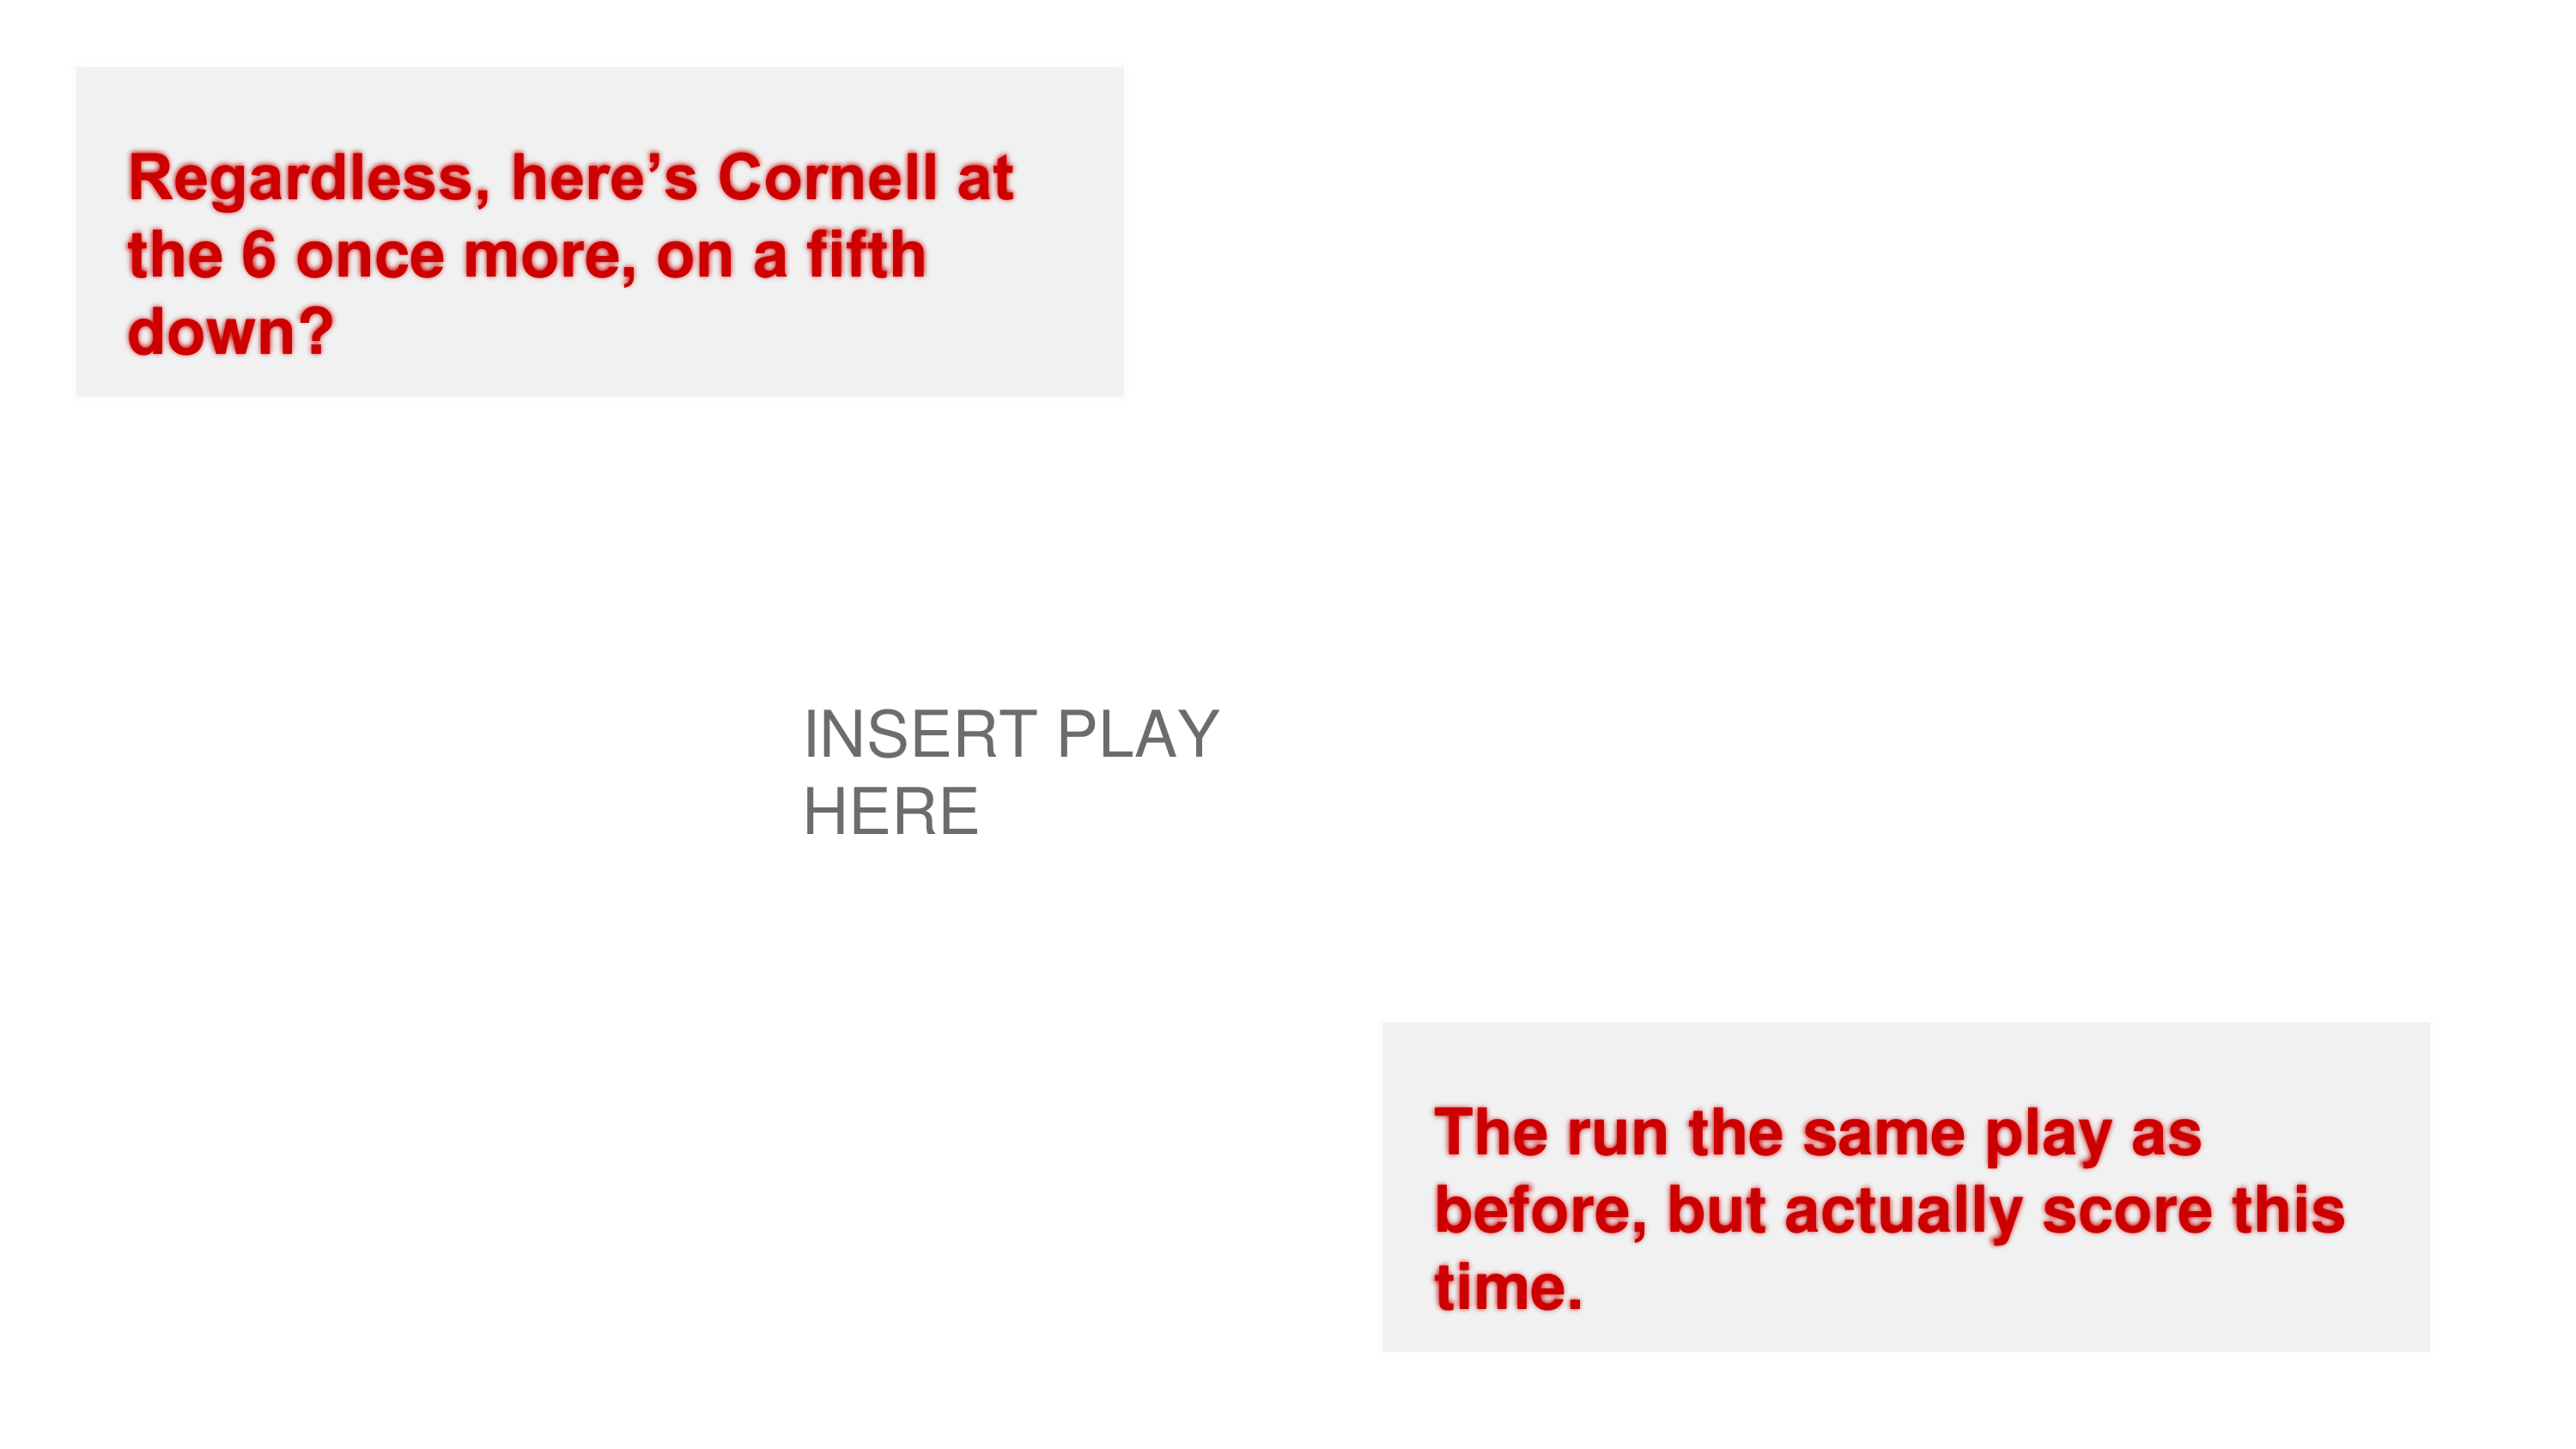 Regardless, here’s Cornell at
the 6 once more, on a fifth
down?
INSERT PLAY
HERE
The run the same play as
before, but actually score this
time.